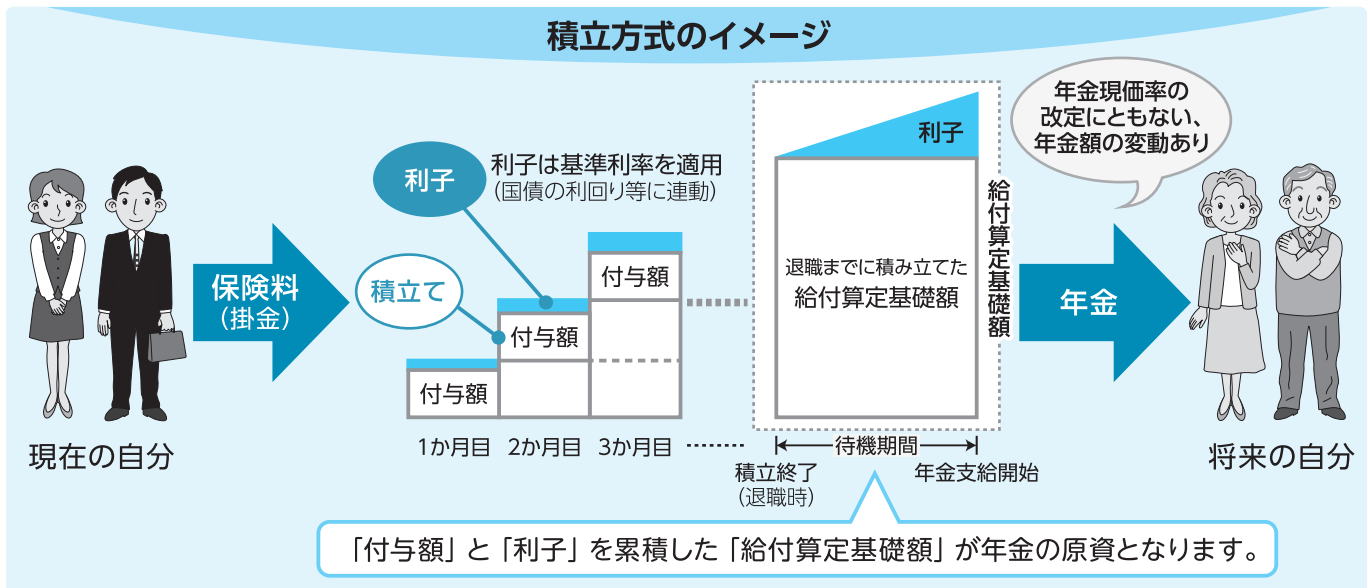 積立方式のイメージ
年金現価率の
改定にともない、
年金額の変動あり
利子
利子は基準利率を適用
（国債の利回り等に連動）
利子
保険料
（掛金）
積立て
付与額
付与額
付与額
退職までに積み立てた
給付算定基礎額
給付算定基礎額
年金
1か月目
2か月目
3か月目
待機期間
積立終了
（退職時）
年金支給開始
現在の自分
将来の自分
「付与額」と「利子」を累積した「給付算定基礎額」が年金の原資となります。